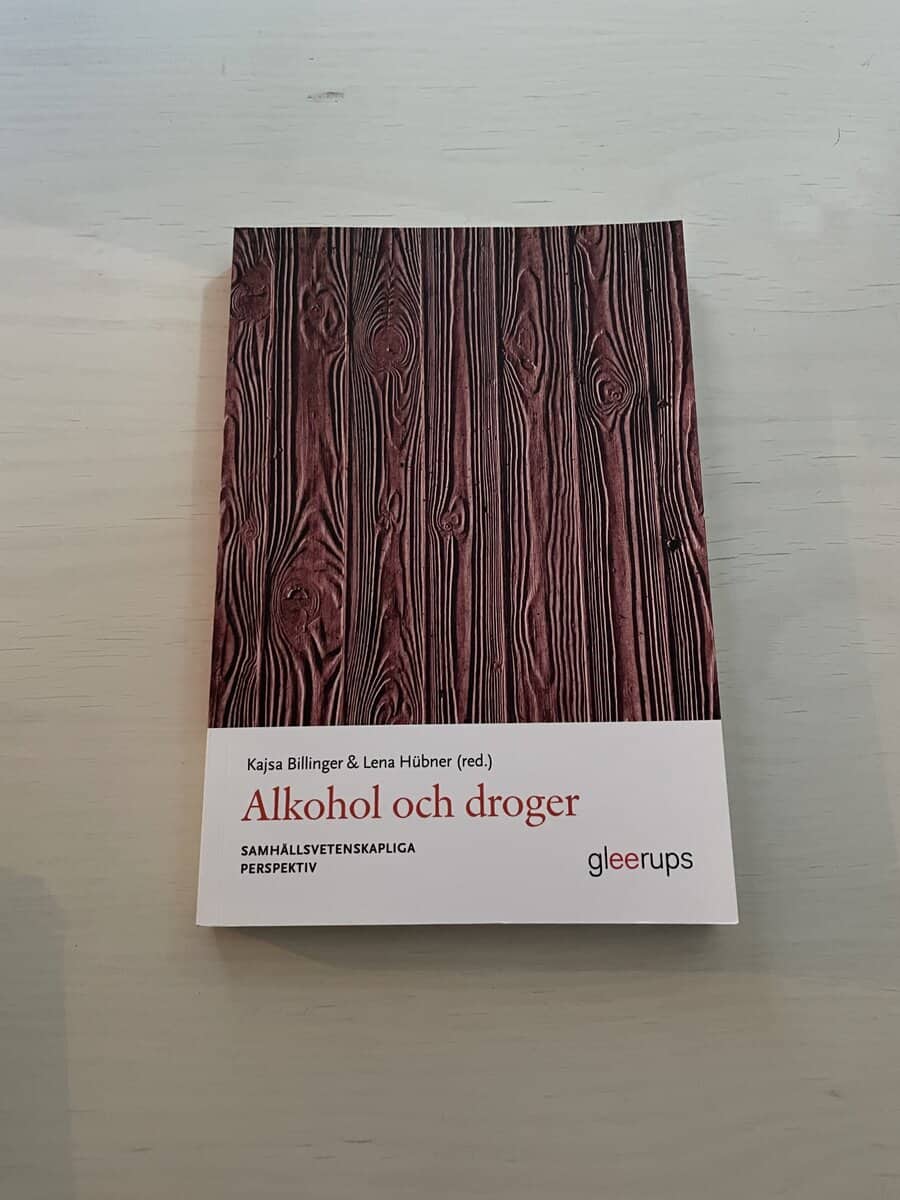 Kajsa Billinger & Lena Hübner (red.)
Alkohol och droger
SAMHÄLLSVETENSKAPLIGA
PERSPEKTIV
gleerups